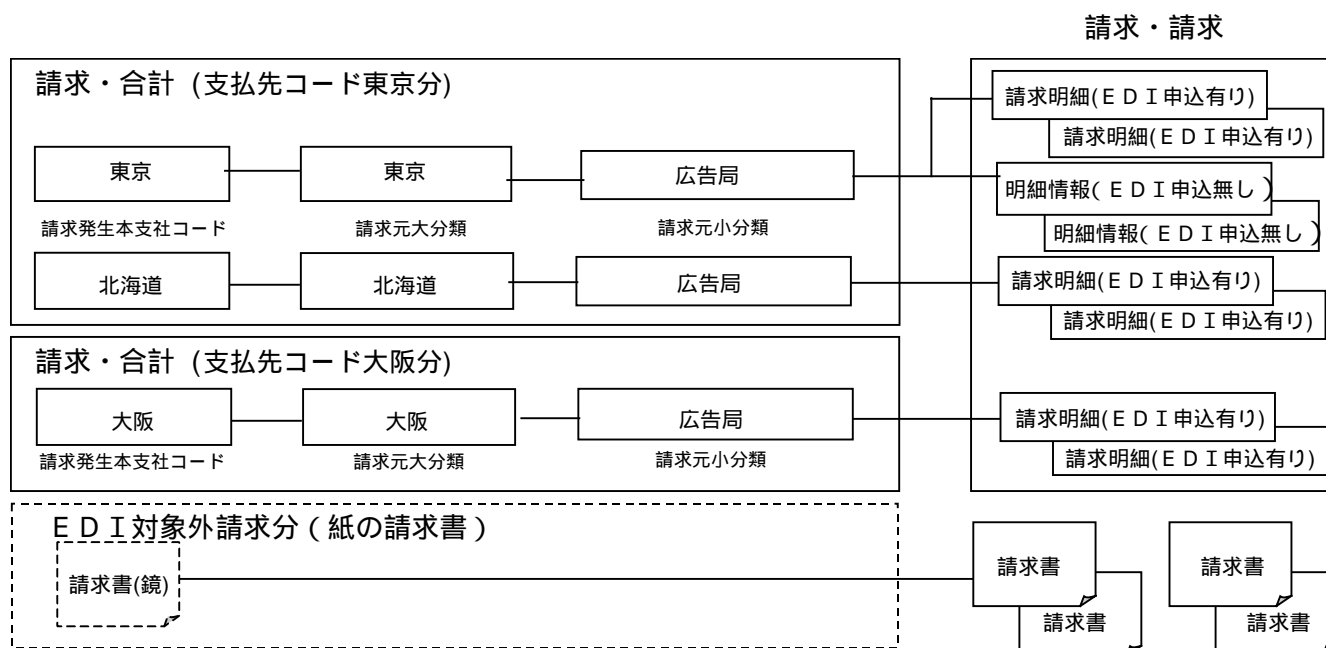 請求・請求
請求・合計 (支払先コード東京分)
請求明細(ＥＤＩ申込有り)
請求明細(ＥＤＩ申込有り)
東京
東京
広告局
明細情報(ＥＤＩ申込無し)
請求発生本支社コード
請求元大分類
請求元小分類
明細情報(ＥＤＩ申込無し)
北海道
北海道
広告局
請求明細(ＥＤＩ申込有り)
請求明細(ＥＤＩ申込有り)
請求・合計 (支払先コード大阪分)
大阪
大阪
広告局
請求明細(ＥＤＩ申込有り)
請求発生本支社コード
請求元大分類
請求元小分類
請求明細(ＥＤＩ申込有り)
ＥＤＩ対象外請求分(紙の請求書)
請求書(鏡)
請求書
請求書
請求書
請求書